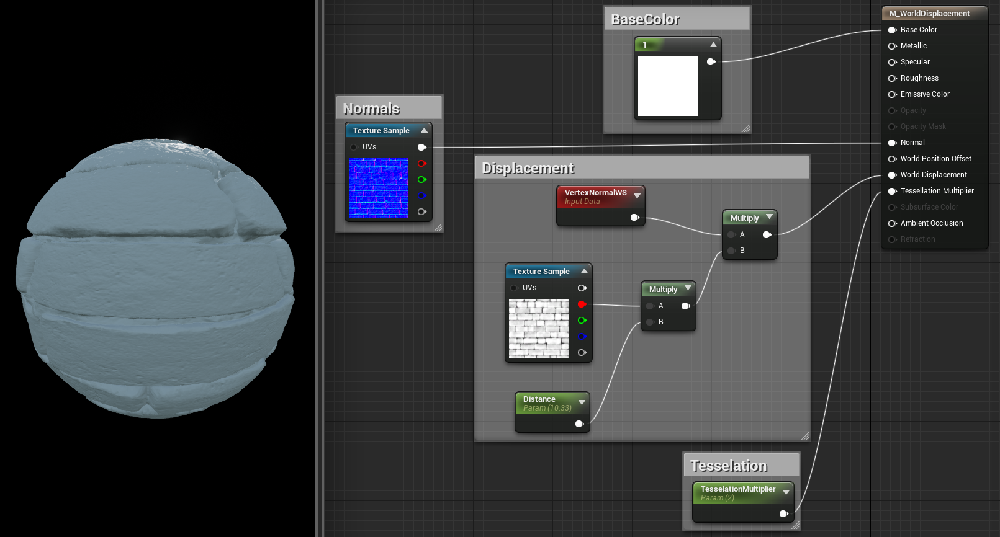 BaseColor
1
M_WorldDisplacement
Base Color
Metallic
Specular
Roughness
Emissive Color
Opacity
Opacity Mask
Normal
World Position Offset
World Displacement
Tessellation Multiplier
Subsurface Color
Ambient Occlusion
Refraction
Normals
Texture Sample
UVs
Displacement
VertexNormalWS
Input Data
Multiply
A
B
Texture Sample
UVs
Multiply
A
B
Distance
Param (10.33)
Tesselation
TesselationMultiplier
Param (2)